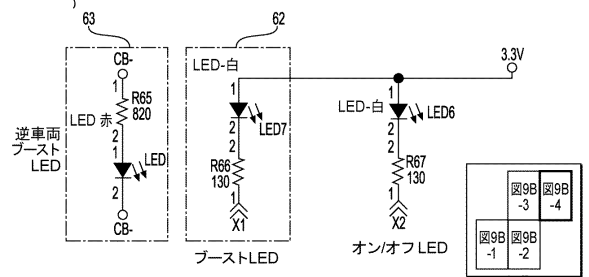 63
62
CB-
1
R65
820
2
LED 赤
1
LED
2
CB-
逆車両
ブースト
LED
LED-白
1
LED7
2
2
R66
130
1
X1
ブーストLED
3.3V
1
LED-白
LED6
2
2
R67
130
1
X2
オン/オフ LED
図9B
-3
図9B
-4
図9B
-1
図9B
-2